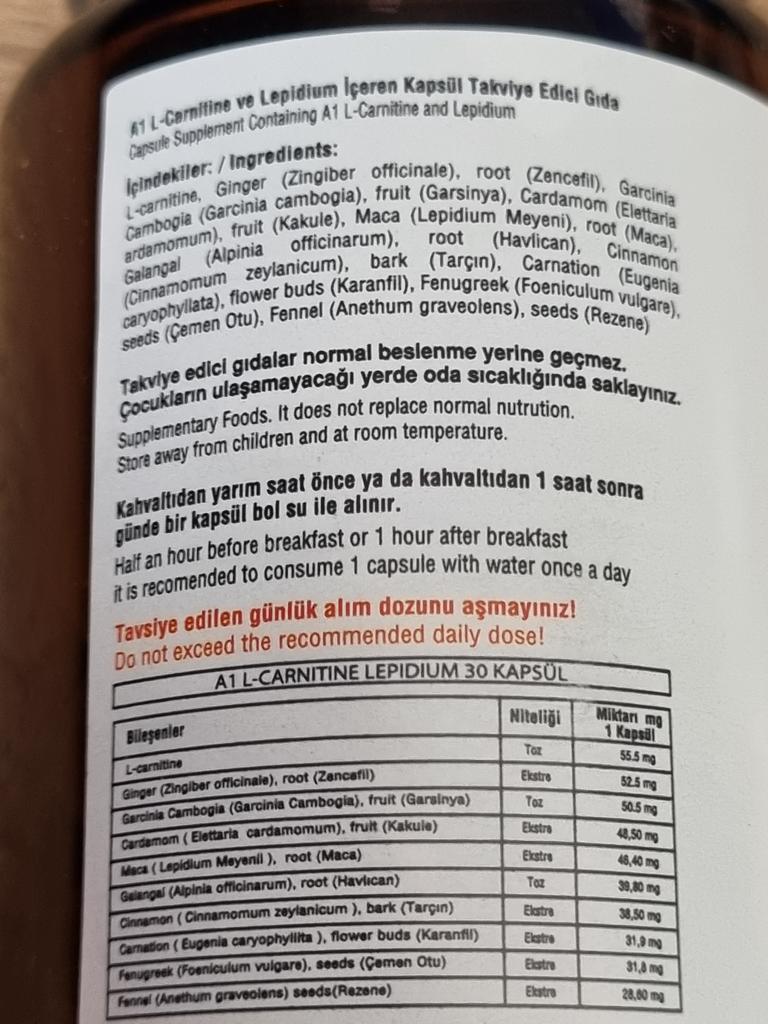 A1 L-Carnitine ve Lepidium İçeren Kapsül Takviye Edici Gıda
Capsule Supplement Containing A1 L-Carnitine and Lepidium
İçindekiler: / Ingredients:
L-carnitine, Ginger (Zingiber officinale), root (Zencefil), Garcinia
Cambogia (Garcinia cambogia), fruit (Garsinya), Cardamom (Elettaria
ardamomum), fruit (Kakule), Maca (Lepidium Meyeni), root (Maca),
Galangal (Alpinia officinarum), root (Havlican), Cinnamon
(Cinnamomum zeylanicum), bark (Tarçın), Carnation (Eugenia
caryophyllata), flower buds (Karanfil), Fenugreek (Foeniculum vulgare),
seeds (Çemen Otu), Fennel (Anethum graveolens), seeds (Rezene)
Takviye edici gıdalar normal beslenme yerine geçmez.
Çocukların ulaşamayacağı yerde oda sıcaklığında saklayınız.
Supplementary Foods. It does not replace normal nutrution.
Store away from children and at room temperature.
Kahvaltıdan yarım saat önce ya da kahvaltıdan 1 saat sonra
günde bir kapsül bol su ile alınır.
Half an hour before breakfast or 1 hour after breakfast
it is recomended to consume 1 capsule with water once a day
Tavsiye edilen günlük alım dozunu aşmayınız!
Do not exceed the recommended daily dose!
A1 L-CARNITINE LEPIDIUM 30 KAPSÜL
Bileşenler Niteliği Miktarı mg 1 Kapsül
L-carnitine Toz 55.5 mg
Ginger (Zingiber officinale), root (Zencefil) Ekstre 52.5 mg
Garcinia Cambogia (Garcinia Cambogia), fruit (Garsinya) Toz 50.5 mg
Cardamom ( Elettaria cardamomum), fruit (Kakule) Ekstre 48,50 mg
Maca ( Lepidium Meyenii ), root (Maca) Ekstre 46,40 mg
Galangal (Alpinia officinarum), root (Havlıcan) Toz 39,80 mg
Cinnamon ( Cinnamomum zeylanicum ), bark (Tarçın) Ekstre 38,50 mg
Carnation ( Eugenia caryophyllita ), flower buds (Karanfil) Ekstre 31,9 mg
Fenugreek (Foeniculum vulgare), seeds (Çemen Otu) Ekstre 31,8 mg
Fennel (Anethum graveolens) seeds(Rezene) Ekstre 28,60 mg